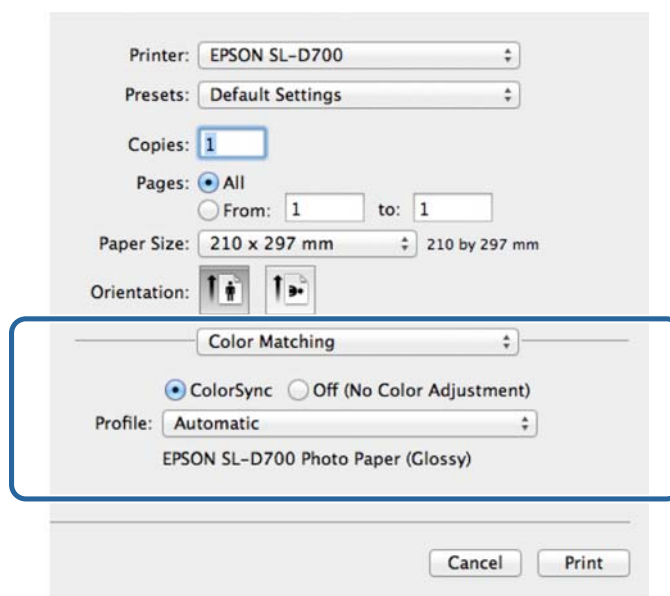 Printer: EPSON SL-D700
Presets: Default Settings
Copies: 1
Pages: All
From: 1 to: 1
Paper Size: 210 x 297 mm 210 by 297 mm
Orientation:
Color Matching
ColorSync Off (No Color Adjustment)
Profile: Automatic
EPSON SL-D700 Photo Paper (Glossy)
Cancel Print